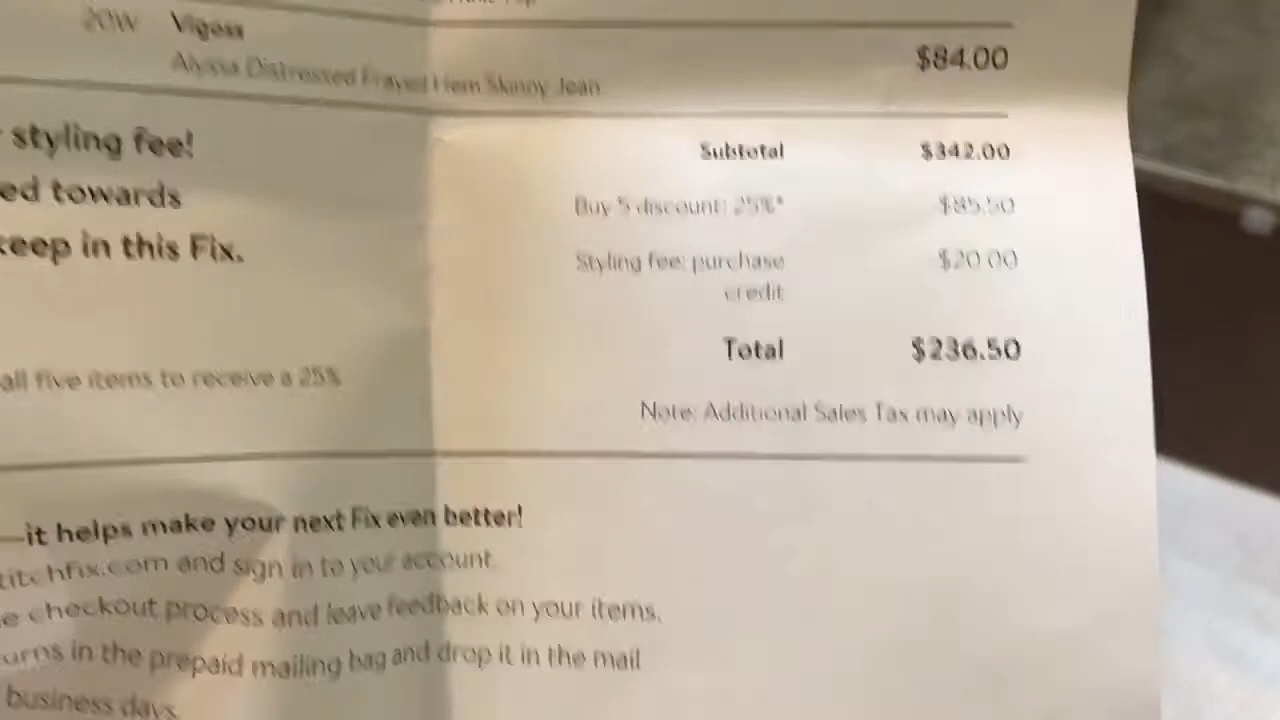 20W Vigoss $84.00
Alyssa Distressed Frayed Hem Skinny Jean
styling fee!
Subtotal $342.00
ed towards
Buy 5 discount: 25%* -$85.50
keep in this Fix.
Styling fee: purchase credit -$20.00
Total $236.50
all five items to receive a 25%
Note: Additional Sales Tax may apply
—it helps make your next Fix even better!
titchfix.com and sign in to your account.
e checkout process and leave feedback on your items.
urns in the prepaid mailing bag and drop it in the mail
business days.